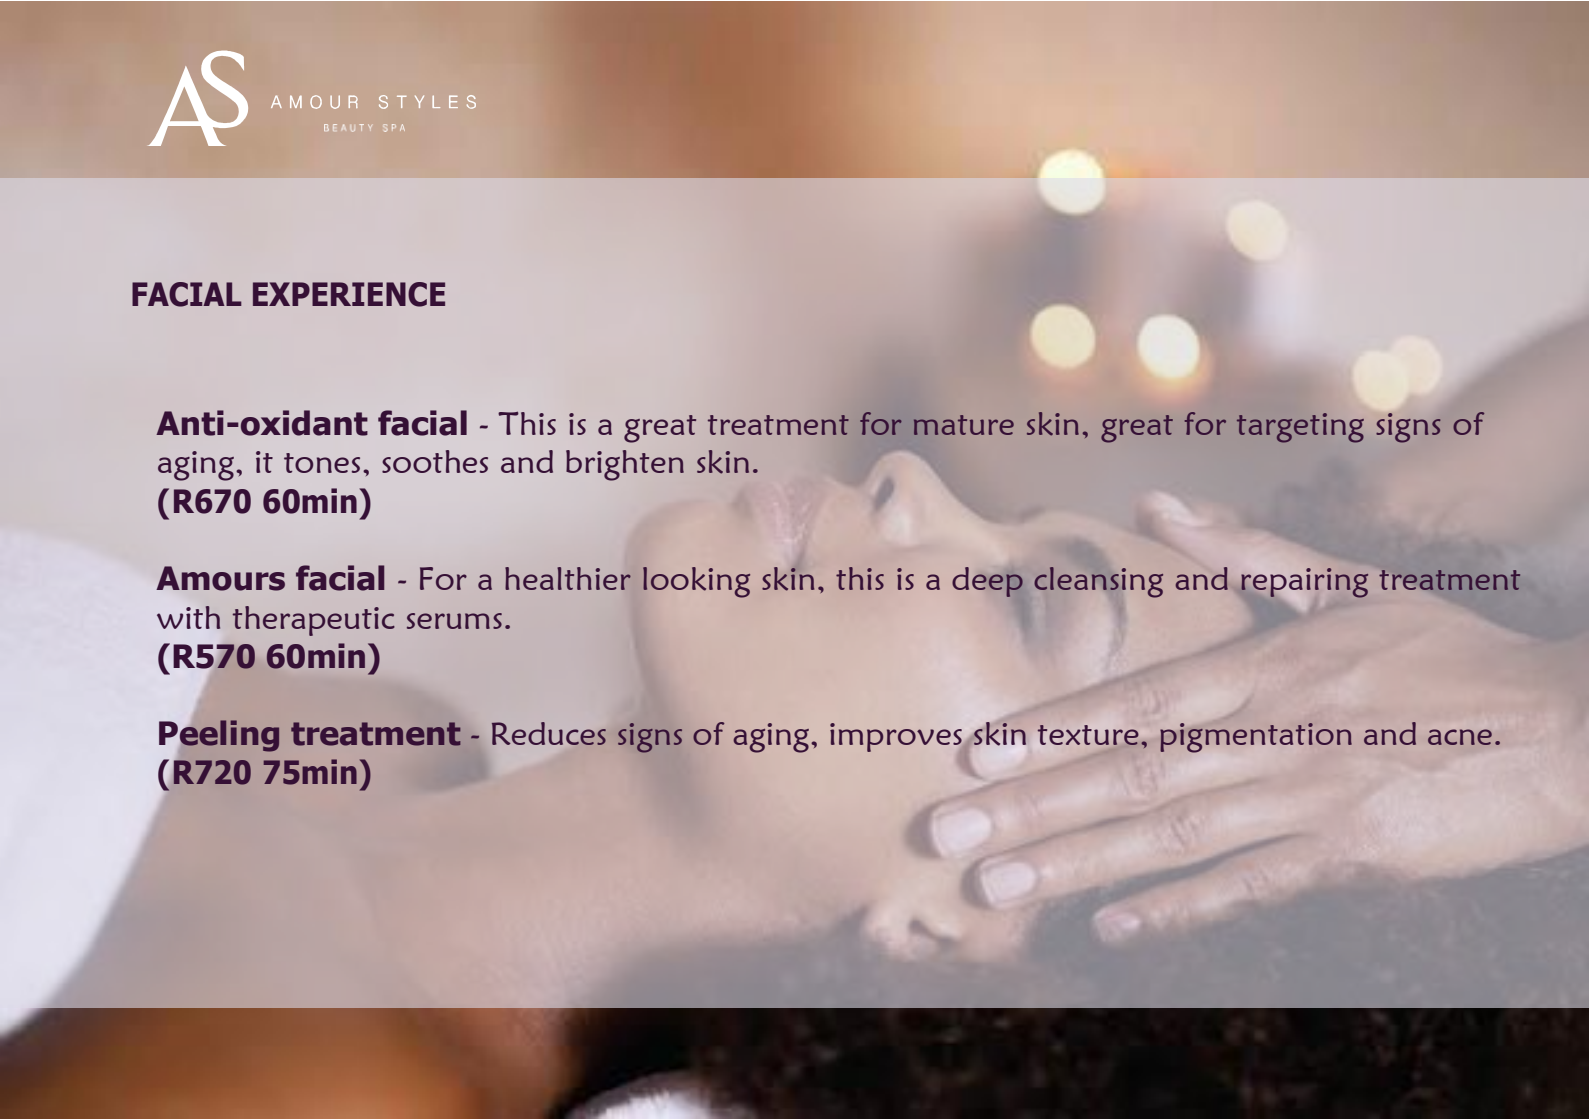 AS
AMOUR STYLES
BEAUTY SPA
FACIAL EXPERIENCE
Anti-oxidant facial - This is a great treatment for mature skin, great for targeting signs of
aging, it tones, soothes and brighten skin.
(R670 60min)
Amours facial - For a healthier looking skin, this is a deep cleansing and repairing treatment
with therapeutic serums.
(R570 60min)
Peeling treatment - Reduces signs of aging, improves skin texture, pigmentation and acne.
(R720 75min)